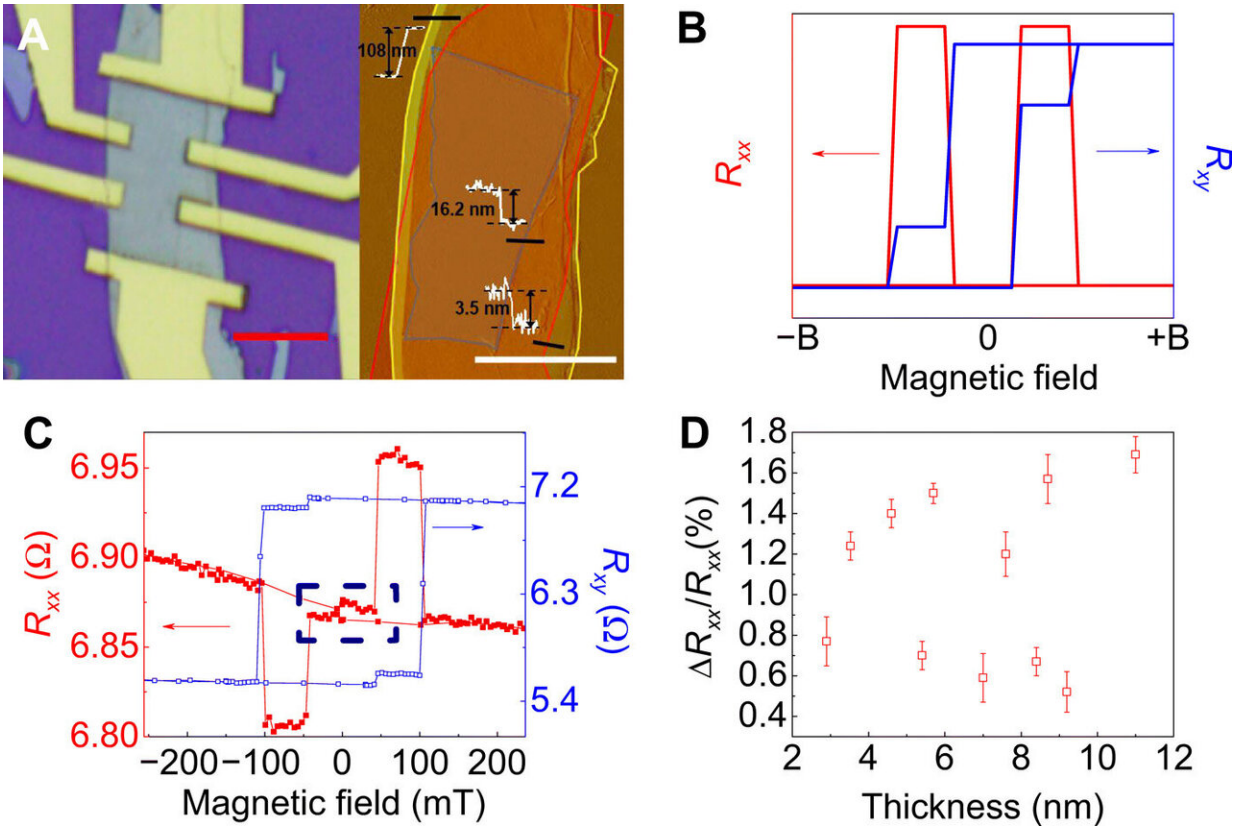 A
108 nm
16.2 nm
3.5 nm
B
Rxx
Rxy
−B 0 +B
Magnetic field
C
6.95
6.90
6.85
6.80
Rxx (Ω)
7.2
6.3
5.4
Rxy (Ω)
−200 −100 0 100 200
Magnetic field (mT)
D
1.8
1.6
1.4
1.2
1.0
0.8
0.6
0.4
ΔRxx/Rxx(%)
2 4 6 8 10 12
Thickness (nm)